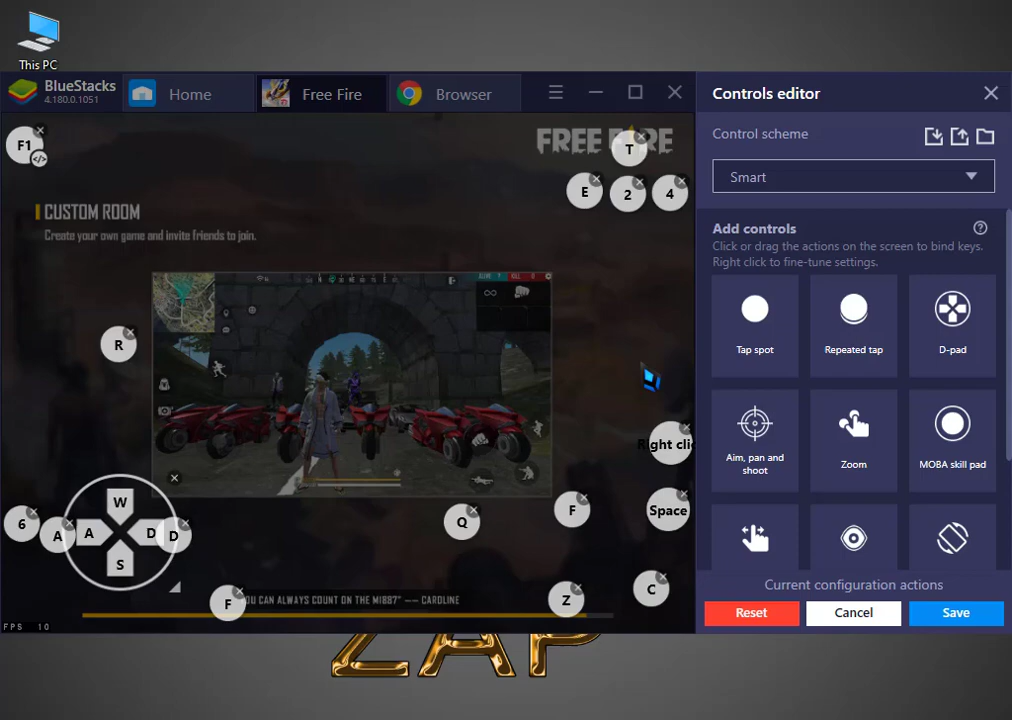 This PC
BlueStacks
4.180.0.1051
Home
Free Fire
Browser
Controls editor
F1
FREE FIRE
T
E
2
4
Control scheme
Smart
CUSTOM ROOM
Create your own game and invite friends to join.
Add controls
Click or drag the actions on the screen to bind keys.
Right click to fine-tune settings.
R
Tap spot
Repeated tap
D-pad
Right clic
Aim, pan and
shoot
Zoom
MOBA skill pad
W
6
A
A
D
D
S
Q
F
Space
F
OU CAN ALWAYS COUNT ON THE M1887" —— CAROLINE
Z
C
Current configuration actions
Reset
Cancel
Save
FPS 10
ZAP